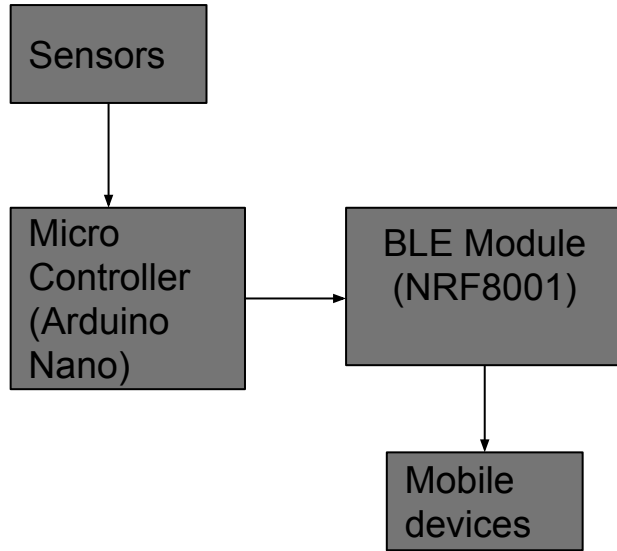 Sensors
Micro
Controller
(Arduino
Nano)
BLE Module
(NRF8001)
Mobile
devices